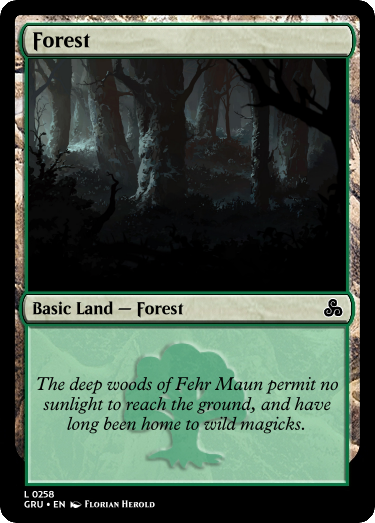 Forest
Basic Land — Forest
The deep woods of Fehr Maun permit no
sunlight to reach the ground, and have
long been home to wild magicks.
L 0258
GRU • EN Florian Herold